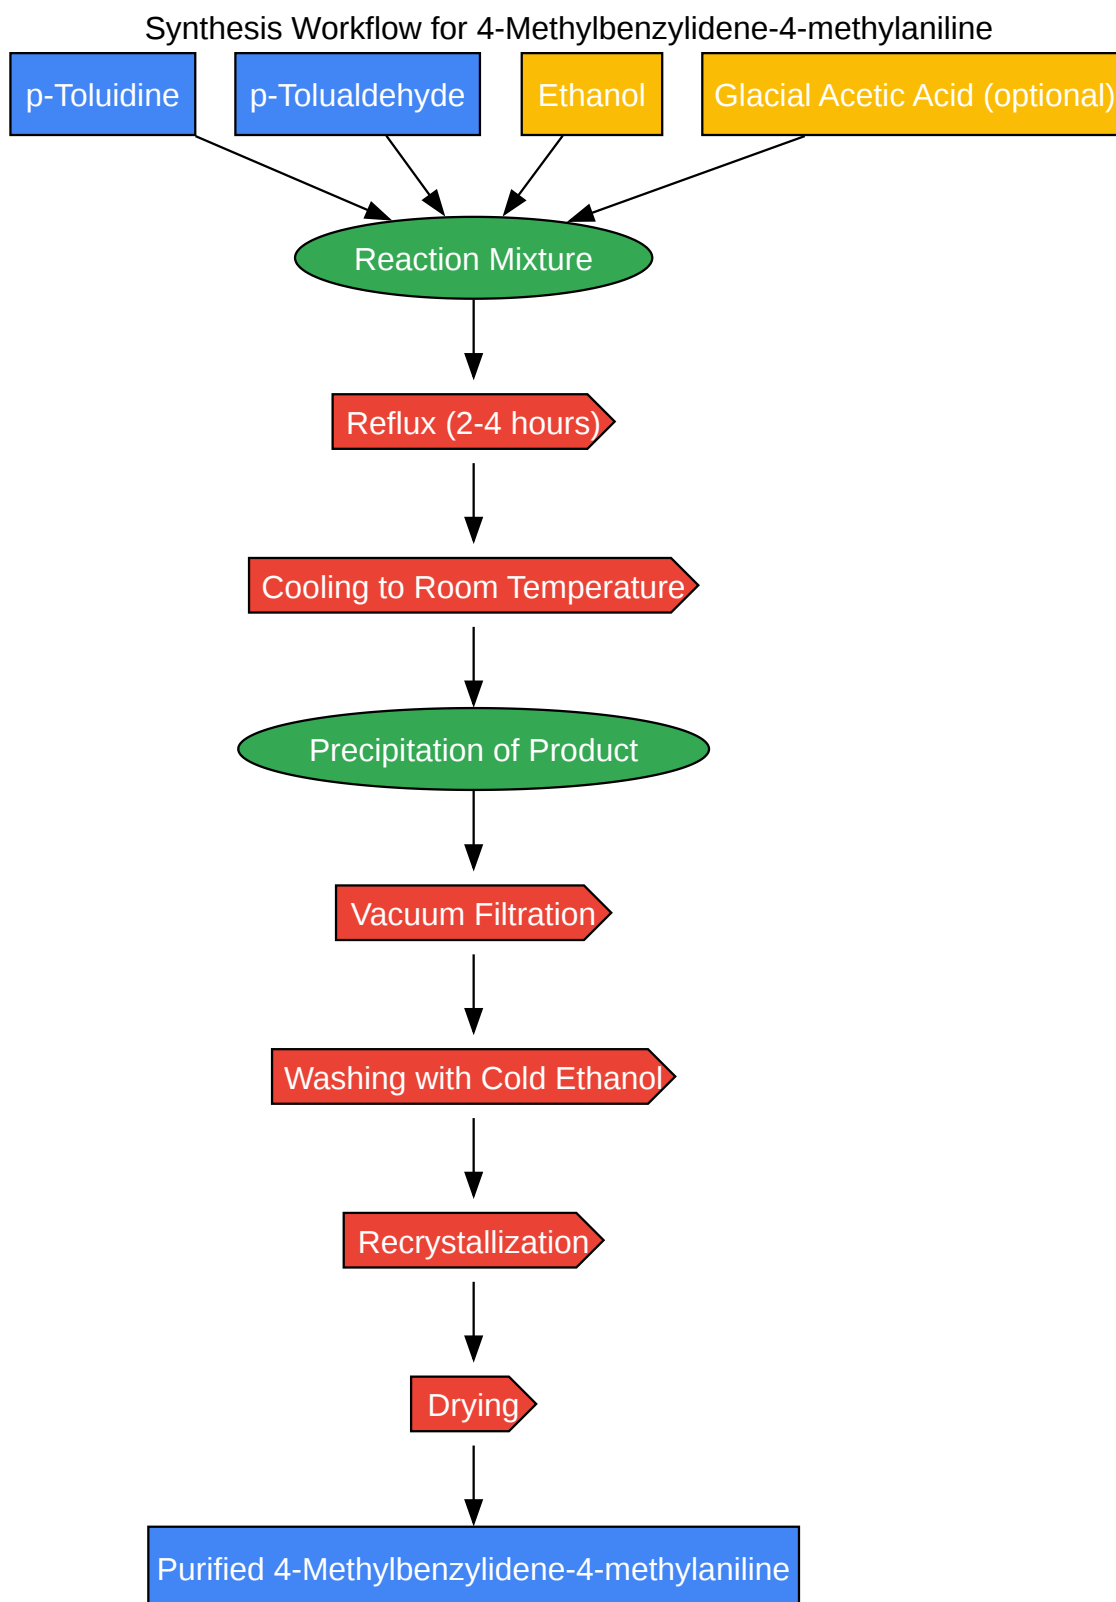 Synthesis Workflow for 4-Methylbenzylidene-4-methylaniline
p-Toluidine
p-Tolualdehyde
Ethanol
Glacial Acetic Acid (optional)
Reaction Mixture
Reflux (2-4 hours)
Cooling to Room Temperature
Precipitation of Product
Vacuum Filtration
Washing with Cold Ethanol
Recrystallization
Drying
Purified 4-Methylbenzylidene-4-methylaniline